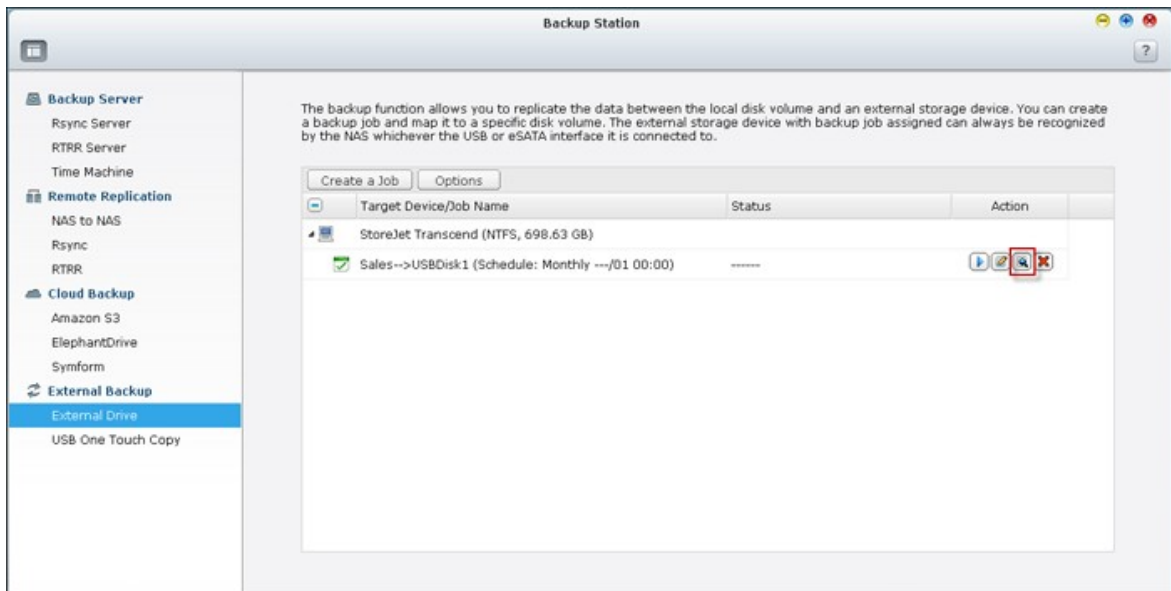 Backup Station
?
Backup Server
Rsync Server
RTRR Server
Time Machine
Remote Replication
NAS to NAS
Rsync
RTRR
Cloud Backup
Amazon S3
ElephantDrive
Symform
External Backup
External Drive
USB One Touch Copy
The backup function allows you to replicate the data between the local disk volume and an external storage device. You can create
a backup job and map it to a specific disk volume. The external storage device with backup job assigned can always be recognized
by the NAS whichever the USB or eSATA interface it is connected to.
Create a Job Options
Target Device/Job Name Status Action
StoreJet Transcend (NTFS, 698.63 GB)
Sales-->USBDisk1 (Schedule: Monthly ---/01 00:00) ------